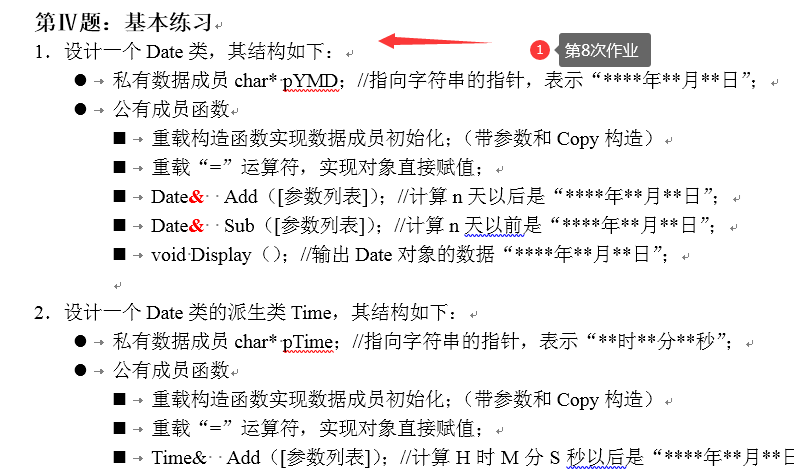 第Ⅳ题：基本练习
1．设计一个 Date 类，其结构如下：
1 第8次作业
私有数据成员 char* pYMD；//指向字符串的指针，表示“****年**月**日”；
公有成员函数
重载构造函数实现数据成员初始化；（带参数和 Copy 构造）
重载“=”运算符，实现对象直接赋值；
Date& Add（[参数列表]）；//计算 n 天以后是“****年**月**日”；
Date& Sub（[参数列表]）；//计算 n 天以前是“****年**月**日”；
void Display（）；//输出 Date 对象的数据“****年**月**日”；
2．设计一个 Date 类的派生类 Time，其结构如下：
私有数据成员 char* pTime；//指向字符串的指针，表示“**时**分**秒”；
公有成员函数
重载构造函数实现数据成员初始化；（带参数和 Copy 构造）
重载“=”运算符，实现对象直接赋值；
Time& Add（[参数列表]）；//计算 H 时 M 分 S 秒以后是“****年**月**日